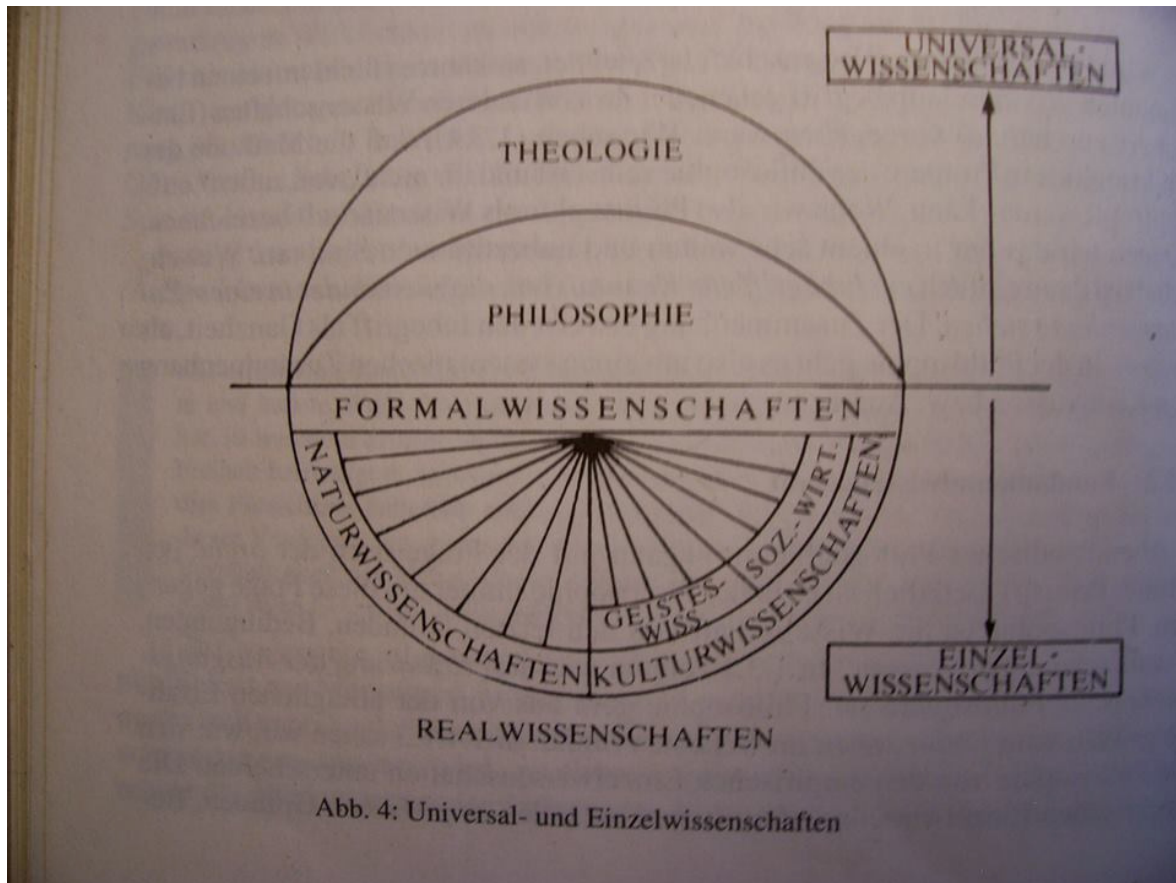 UNIVERSAL-
WISSENSCHAFTEN
THEOLOGIE
PHILOSOPHIE
FORMALWISSENSCHAFTEN
NATURWISSENSCHAFTEN
GEISTES-
WISS.
SOZ.-WIRT.-
KULTURWISSENSCHAFTEN
EINZEL-
WISSENSCHAFTEN
REALWISSENSCHAFTEN
Abb. 4: Universal- und Einzelwissenschaften